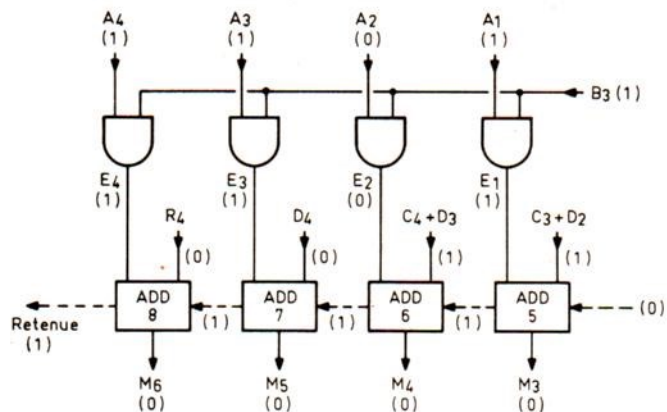 A4 A3 A2 A1
(1) (1) (0) (1)
B3 (1)
E4 E3 E2 E1
(1) (1) (0) (1)
R4 D4 C4+D3 C3+D2
(0) (0) (1) (1)
ADD ADD ADD ADD
8 7 6 5
Retenue (1) (1) (1) (0)
(1)
M6 M5 M4 M3
(0) (0) (0) (0)